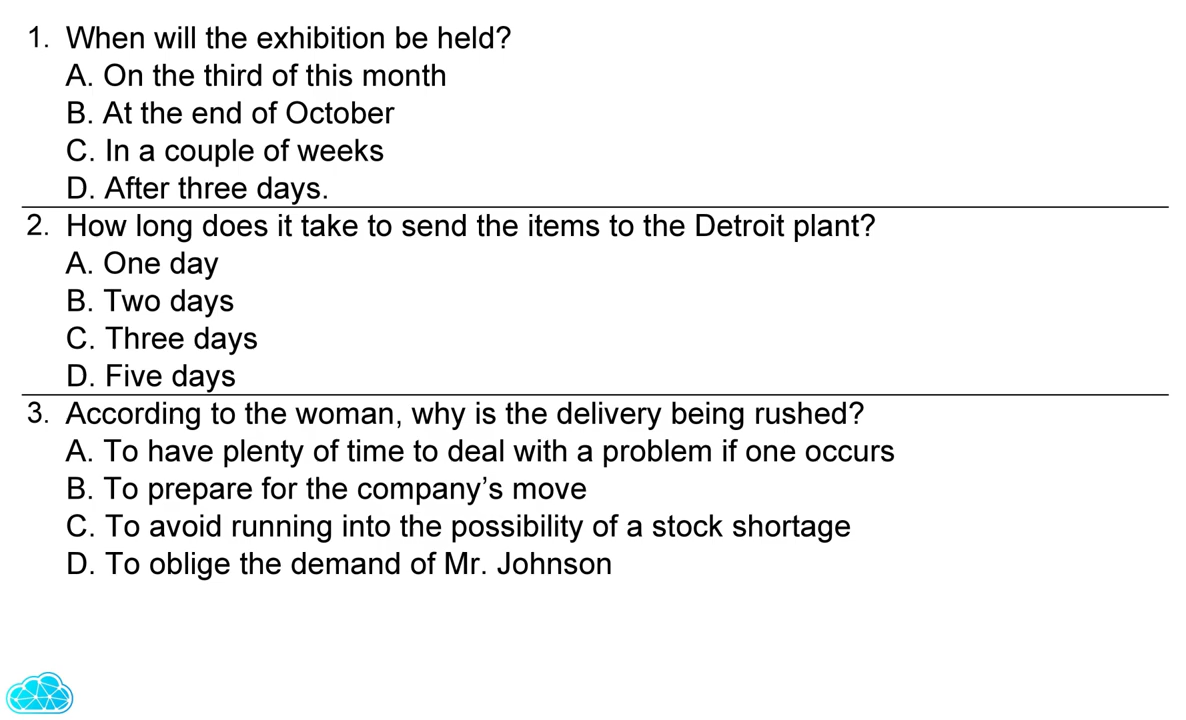 1. When will the exhibition be held?
A. On the third of this month
B. At the end of October
C. In a couple of weeks
D. After three days.
2. How long does it take to send the items to the Detroit plant?
A. One day
B. Two days
C. Three days
D. Five days
3. According to the woman, why is the delivery being rushed?
A. To have plenty of time to deal with a problem if one occurs
B. To prepare for the company’s move
C. To avoid running into the possibility of a stock shortage
D. To oblige the demand of Mr. Johnson